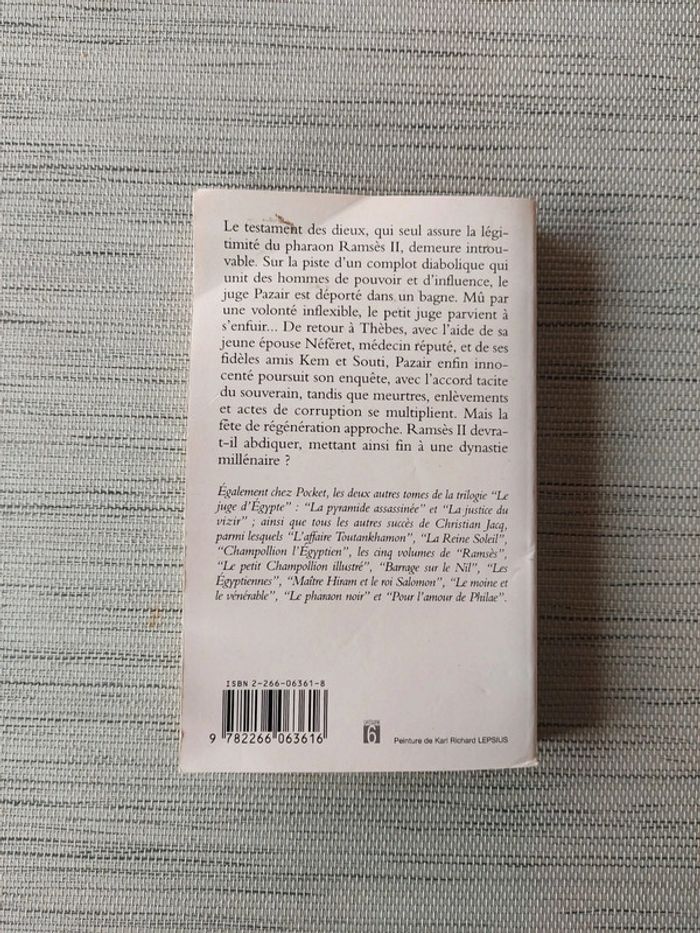 Le testament des dieux, qui seul assure la légi-
timité du pharaon Ramsès II, demeure introu-
vable. Sur la piste d'un complot diabolique qui
unit des hommes de pouvoir et d'influence, le
juge Pazair est déporté dans un bagne. Mû par
une volonté inflexible, le petit juge parvient à
s'enfuir... De retour à Thèbes, avec l'aide de sa
jeune épouse Néféret, médecin réputé, et de ses
fidèles amis Kem et Souti, Pazair enfin inno-
centé poursuit son enquête, avec l'accord tacite
du souverain, tandis que meurtres, enlèvements
et actes de corruption se multiplient. Mais la
fête de régénération approche. Ramsès II devra-
t-il abdiquer, mettant ainsi fin à une dynastie
millénaire ?
Également chez Pocket, les deux autres tomes de la trilogie "Le
juge d'Égypte" : "La pyramide assassinée" et "La justice du
vizir" ; ainsi que tous les autres succès de Christian Jacq,
parmi lesquels "L'affaire Toutankhamon", "La Reine Soleil",
"Champollion l'Égyptien", les cinq volumes de "Ramsès",
"Le petit Champollion illustré", "Barrage sur le Nil", "Les
Égyptiennes", "Maître Hiram et le roi Salomon", "Le moine et
le vénérable", "Le pharaon noir" et "Pour l'amour de Philae".
ISBN 2-266-06361-8
9 782266 063616
6
Peinture de Karl Richard LEPSIUS